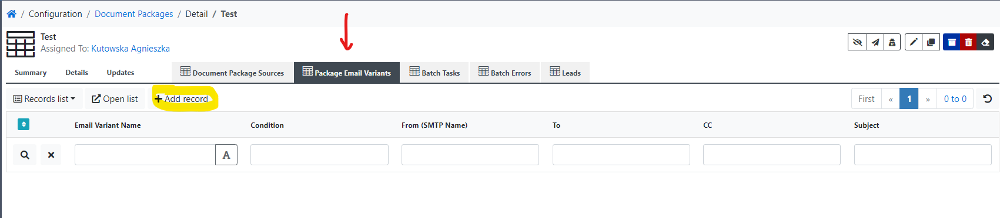 / Configuration / Document Packages / Detail / Test
Test
Assigned To: Kutowska Agnieszka
Summary Details Updates Document Package Sources Package Email Variants Batch Tasks Batch Errors Leads
Records list Open list + Add record First « 1 » 0 to 0
Email Variant Name Condition From (SMTP Name) To CC Subject
A